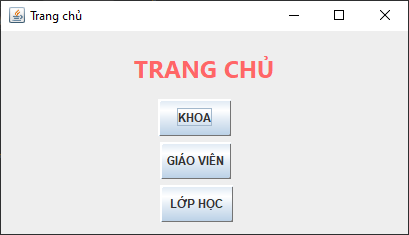 Trang chủ
TRANG CHỦ
KHOA
GIÁO VIÊN
LỚP HỌC